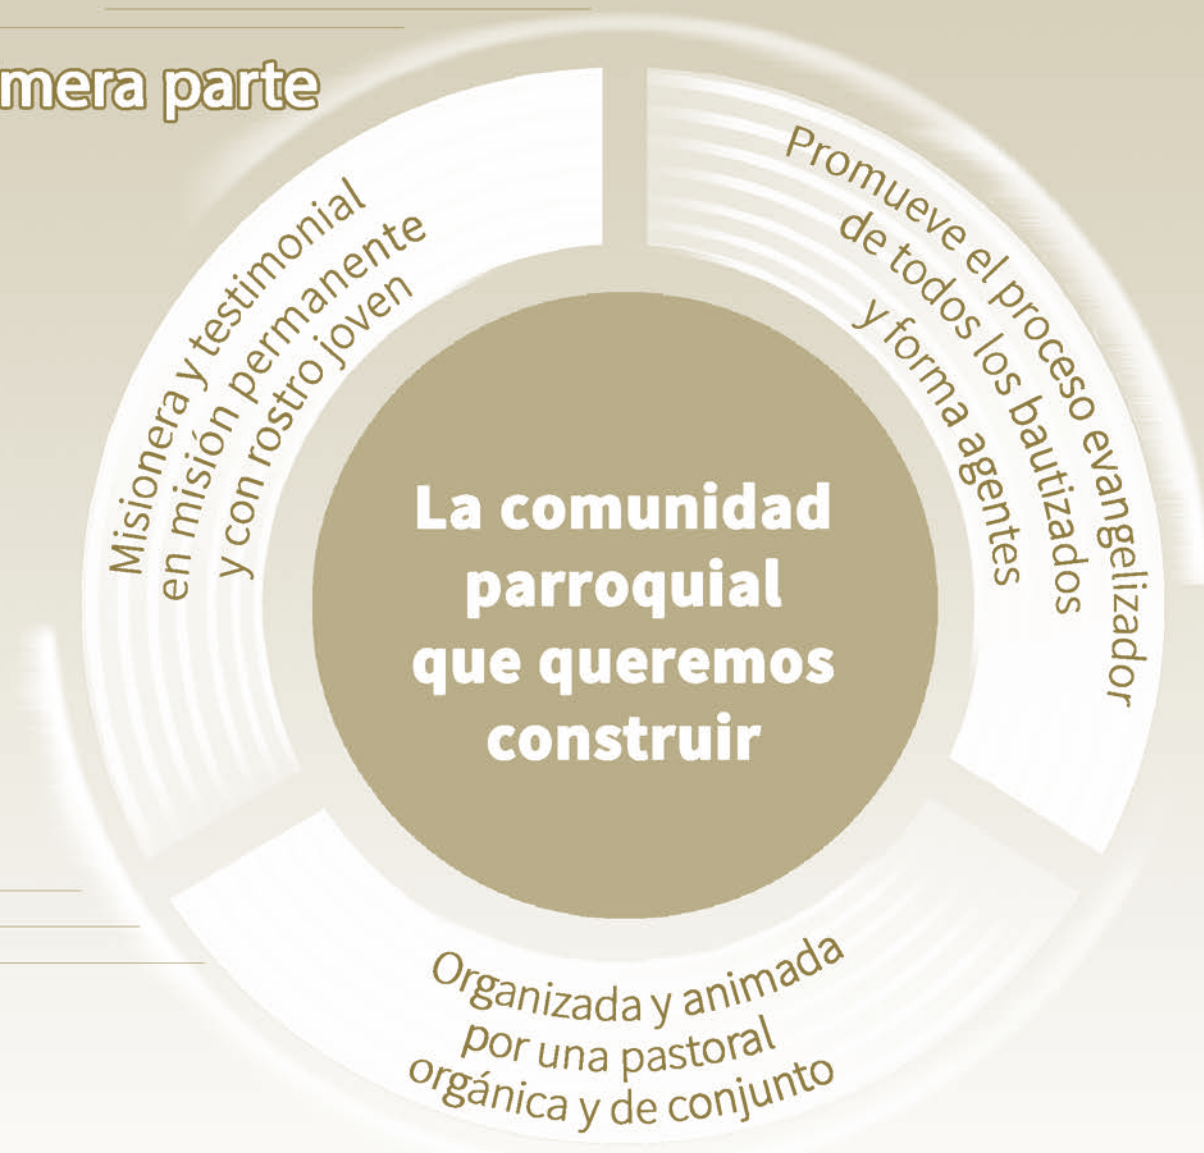 mera parte
Misionera y testimonial
en misión permanente
y con rostro joven
Promueve el proceso evangelizador
de todos los bautizados
y forma agentes
La comunidad
parroquial
que queremos
construir
Organizada y animada
por una pastoral
orgánica y de conjunto